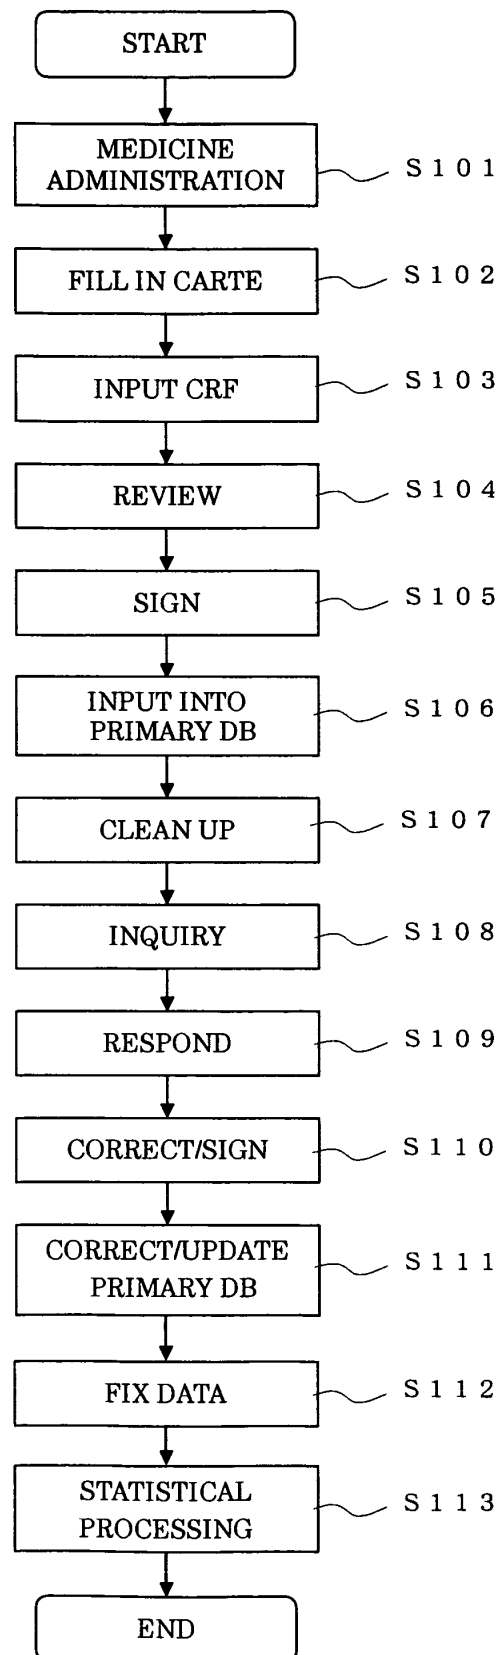 START
MEDICINE
ADMINISTRATION
S101
FILL IN CARTE
S102
INPUT CRF
S103
REVIEW
S104
SIGN
S105
INPUT INTO
PRIMARY DB
S106
CLEAN UP
S107
INQUIRY
S108
RESPOND
S109
CORRECT/SIGN
S110
CORRECT/UPDATE
PRIMARY DB
S111
FIX DATA
S112
STATISTICAL
PROCESSING
S113
END